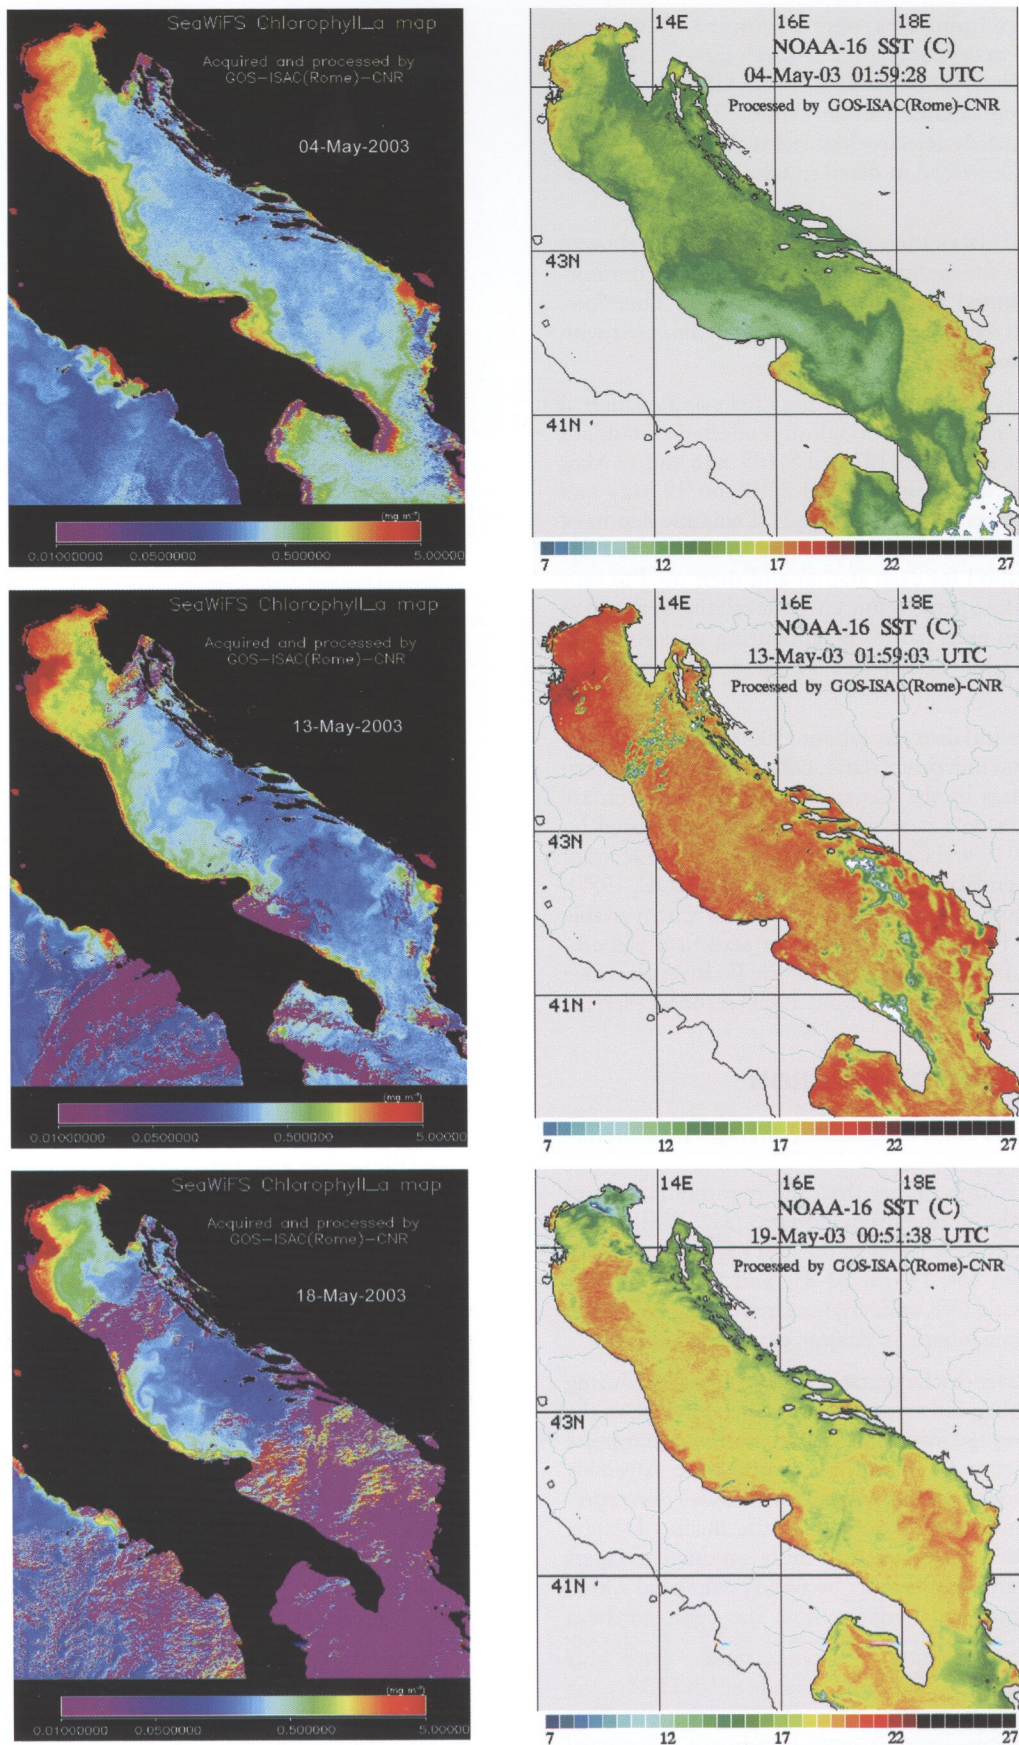 SeaWiFS Chlorophyll_a map
Acquired and processed by
GOS-ISAC(Rome)-CNR
04-May-2003
(mg m⁻³)
0.01000000 0.0500000 0.500000 5.00000
14E 16E 18E
NOAA-16 SST (C)
04-May-03 01:59:28 UTC
Processed by GOS-ISAC(Rome)-CNR
43N
41N
7 12 17 22 27
SeaWiFS Chlorophyll_a map
Acquired and processed by
GOS-ISAC(Rome)-CNR
13-May-2003
(mg m⁻³)
0.01000000 0.0500000 0.500000 5.00000
14E 16E 18E
NOAA-16 SST (C)
13-May-03 01:59:03 UTC
Processed by GOS-ISAC(Rome)-CNR
43N
41N
7 12 17 22 27
SeaWiFS Chlorophyll_a map
Acquired and processed by
GOS-ISAC(Rome)-CNR
18-May-2003
(mg m⁻³)
0.01000000 0.0500000 0.500000 5.00000
14E 16E 18E
NOAA-16 SST (C)
19-May-03 00:51:38 UTC
Processed by GOS-ISAC(Rome)-CNR
43N
41N
7 12 17 22 27